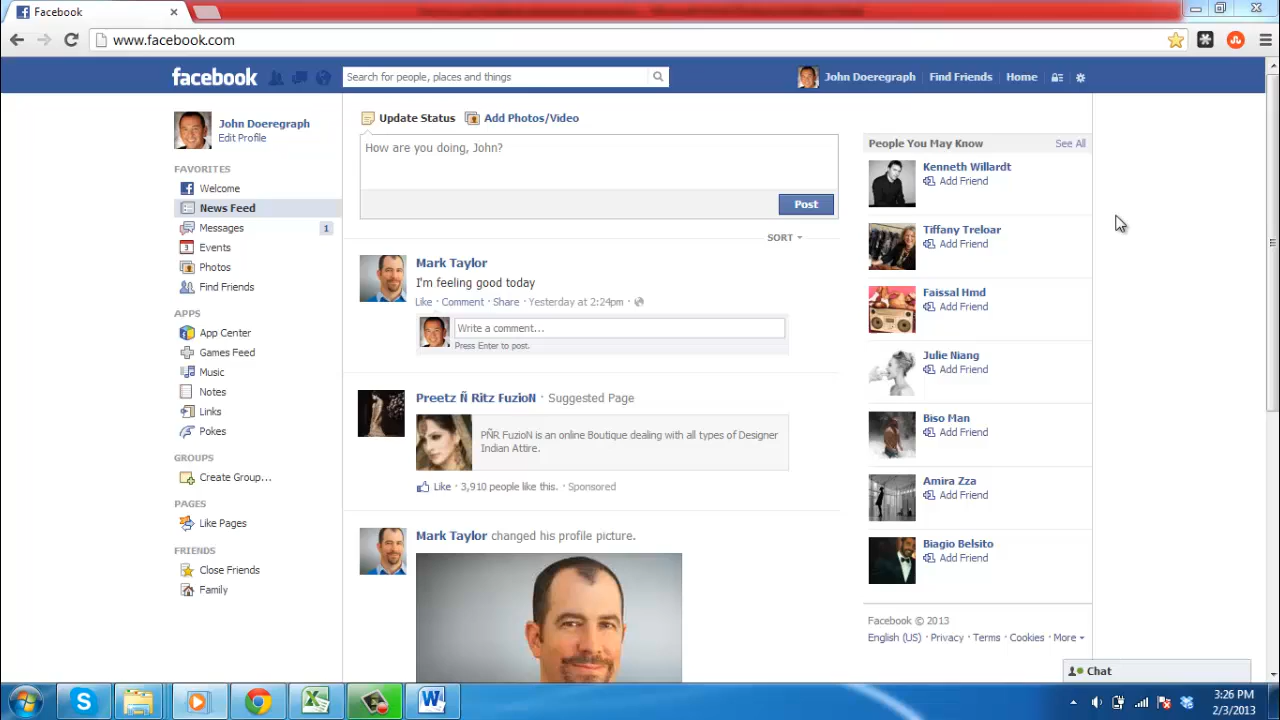 Facebook
www.facebook.com
facebook
Search for people, places and things
John Doeregraph
Find Friends
Home
John Doeregraph
Edit Profile
FAVORITES
Welcome
News Feed
Messages 1
3 Events
Photos
Find Friends
APPS
App Center
Games Feed
Music
Notes
Links
Pokes
GROUPS
Create Group...
PAGES
Like Pages
FRIENDS
Close Friends
Family
Update Status Add Photos/Video
How are you doing, John?
Post
SORT
Mark Taylor
I'm feeling good today
Like · Comment · Share · Yesterday at 2:24pm ·
Write a comment...
Press Enter to post.
Preetz Ñ Ritz FuzioN · Suggested Page
PÑR FuzioN is an online Boutique dealing with all types of Designer
Indian Attire.
Like · 3,910 people like this. · Sponsored
Mark Taylor changed his profile picture.
People You May Know See All
Kenneth Willardt
Add Friend
Tiffany Treloar
Add Friend
Faissal Hmd
Add Friend
Julie Niang
Add Friend
Biso Man
Add Friend
Amira Zza
Add Friend
Biagio Belsito
Add Friend
Facebook © 2013
English (US) · Privacy · Terms · Cookies · More
Chat
3:26 PM
2/3/2013